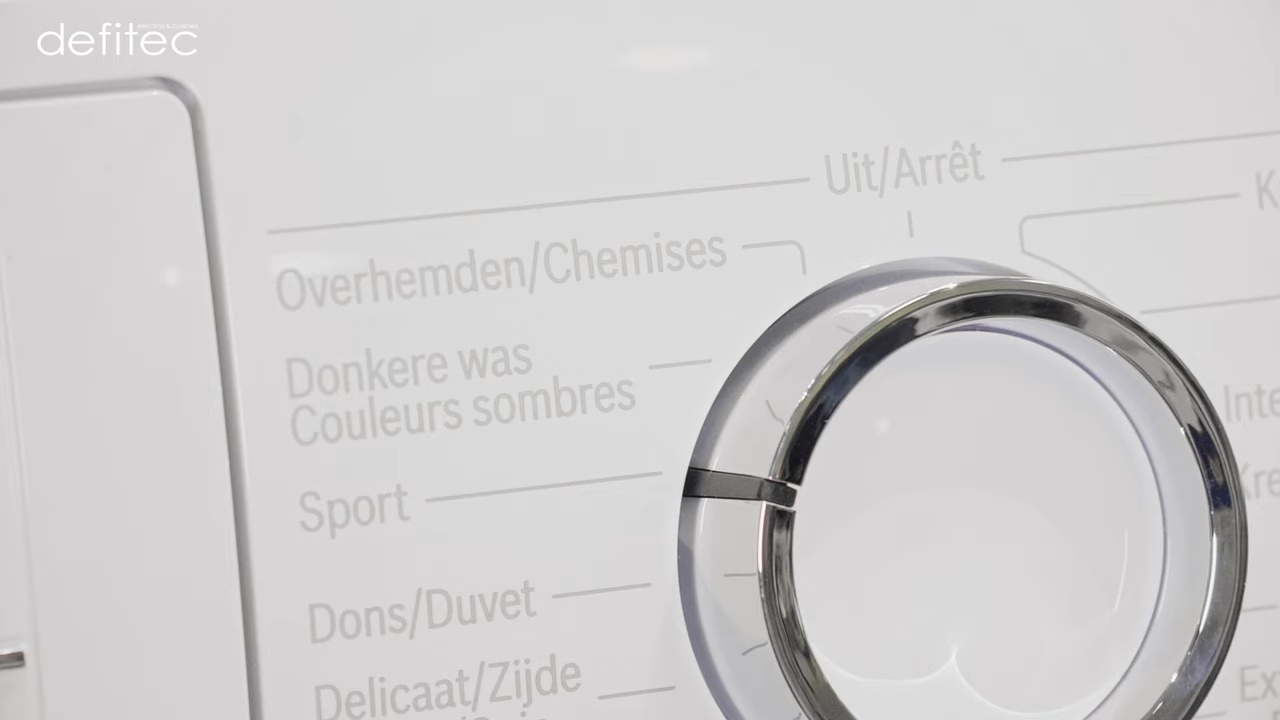 defitec
Uit/Arrêt
Overhemden/Chemises
Donkere was
Couleurs sombres
Sport
Dons/Duvet
Delicaat/Zijde